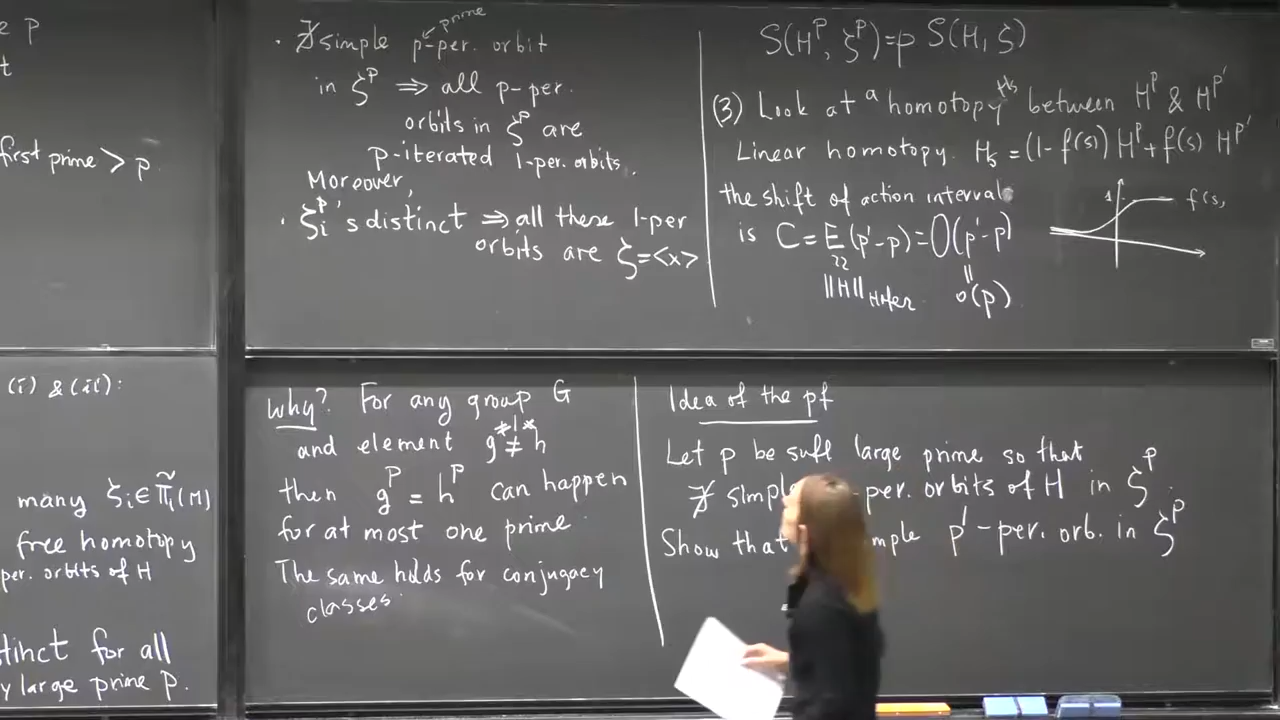 e p
t
first prime > p.
· ∄ simple p-per. orbit
prime
in ζ^p ⇒ all p-per.
orbits in ζ^p are
p-iterated 1-per. orbits.
Moreover,
· ζ_i^p's distinct ⇒ all these 1-per
orbits are ζ=<x>
S(H^p, ζ^p)=p S(H, ζ)
(3) Look at a homotopy H_s between H^p & H^p'
Linear homotopy. H_s = (1-f(s)) H^p + f(s) H^p'
the shift of action interval
is C = E (p'-p) = O(p'-p)
||H||_Hofer
o(p)
1
f(s)
(i) & (ii):
many ζ_i ∈ π̃_1(M)
free homotopy
per. orbits of H
tinct for all
y large prime p.
Why? For any group G
and element g ≠ h
*1*
then g^p = h^p can happen
for at most one prime.
The same holds for conjugacy
classes.
Idea of the pf
Let p be suff large prime so that
∄ simple per. orbits of H in ζ^p.
Show that mple p'-per. orb. in ζ^p